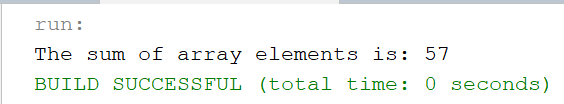 run:
The sum of array elements is: 57
BUILD SUCCESSFUL (total time: 0 seconds)